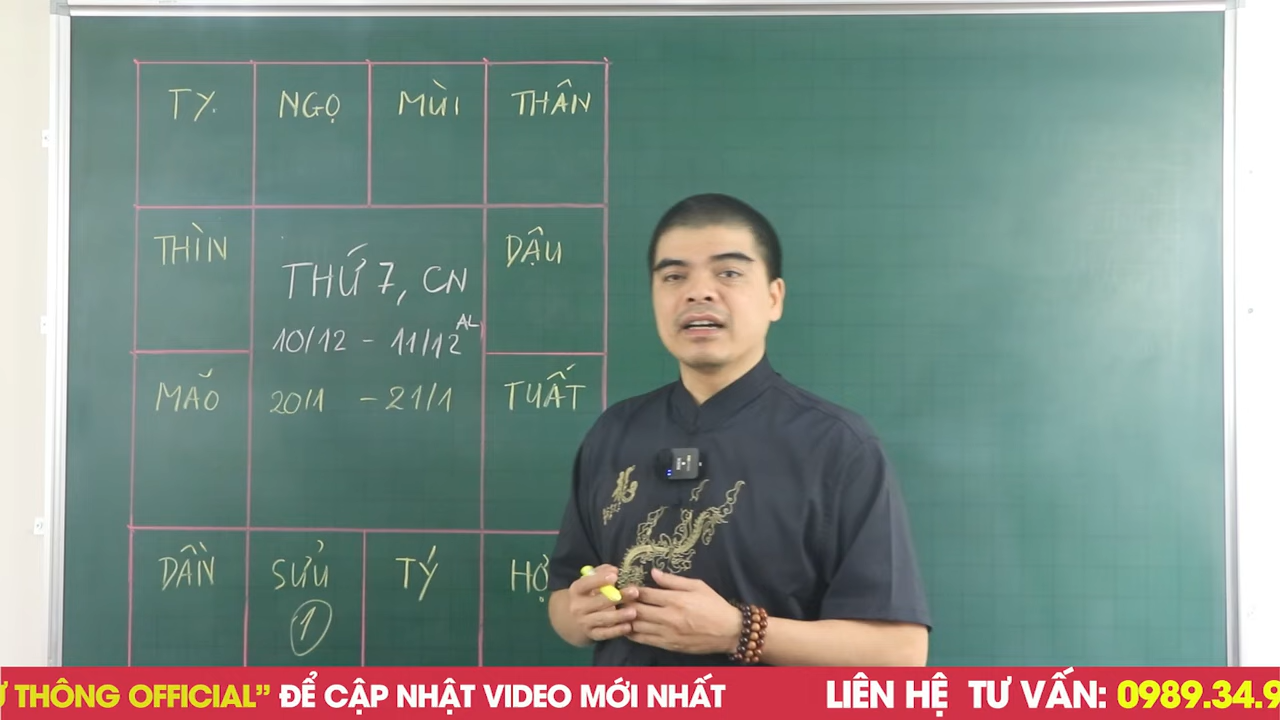 TY. NGỌ MÙI THÂN
THÌN DẬU
THỨ 7, CN
10/12 - 11/12 AL
MÃO 20/1 - 21/1 TUẤT
DẦN SỬU TÝ
1
THÔNG OFFICIAL” ĐỂ CẬP NHẬT VIDEO MỚI NHẤT LIÊN HỆ TƯ VẤN: 0989.34.9